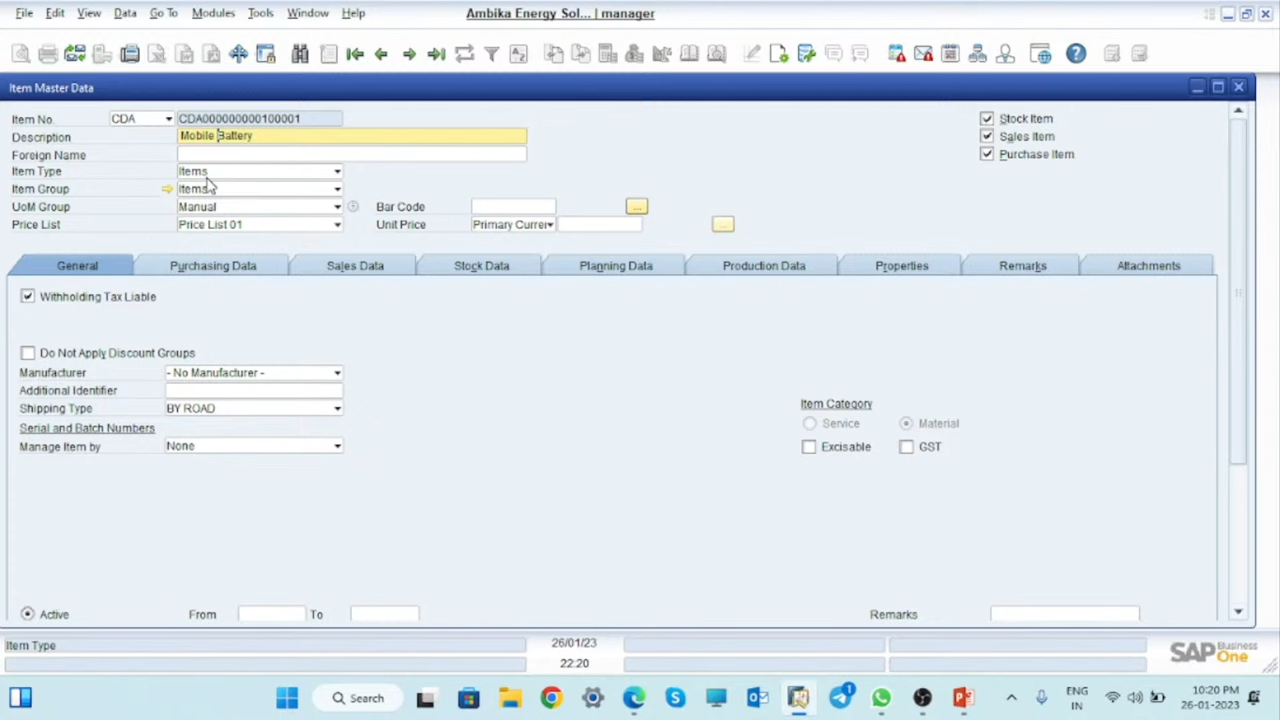 File Edit View Data Go To Modules Tools Window Help Ambika Energy Sol... | manager
Item Master Data
Item No. CDA CDA000000000100001 Stock Item
Description Mobile Battery Sales Item
Foreign Name Purchase Item
Item Type Items
Item Group Items
UoM Group Manual Bar Code ...
Price List Price List 01 Unit Price Primary Currer ...
General Purchasing Data Sales Data Stock Data Planning Data Production Data Properties Remarks Attachments
Withholding Tax Liable
Do Not Apply Discount Groups
Manufacturer - No Manufacturer -
Additional Identifier
Shipping Type BY ROAD
Item Category
Service Material
Serial and Batch Numbers
Manage Item by None
Excisable GST
Active From To Remarks
Item Type 26/01/23
22:20
SAP Business One
Search
ENG
IN
10:20 PM
26-01-2023
1